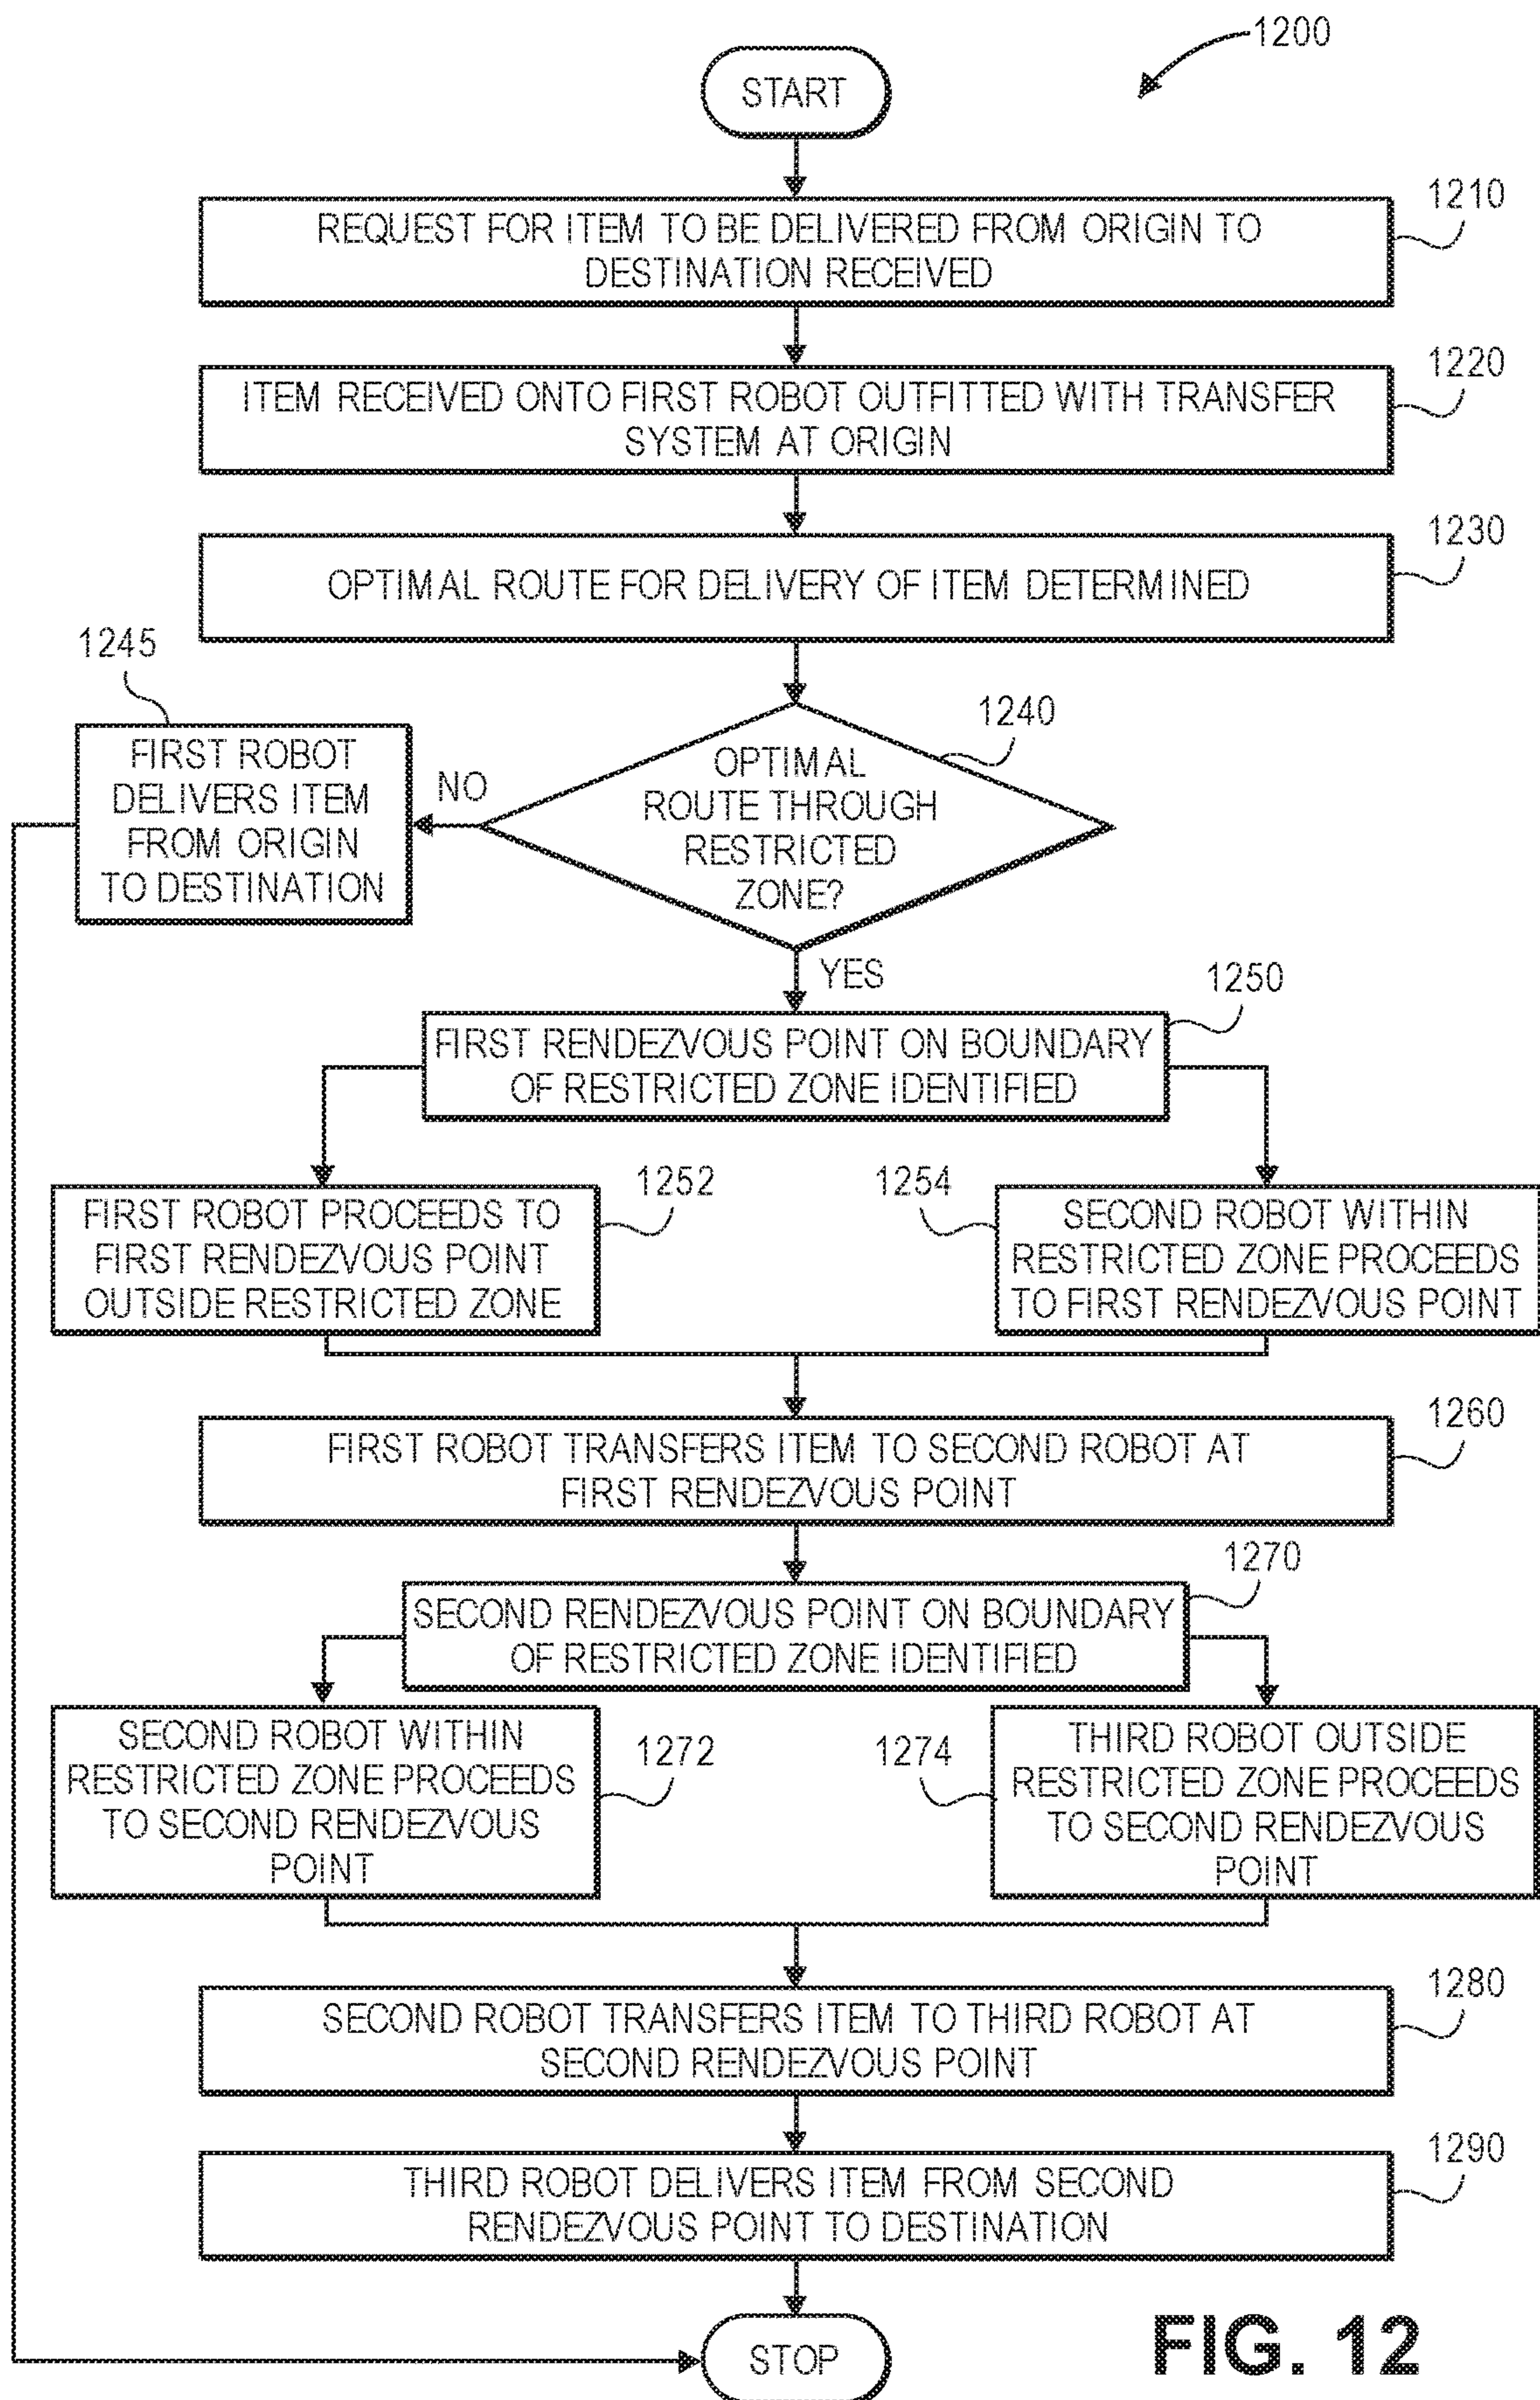 1200
START
1210
REQUEST FOR ITEM TO BE DELIVERED FROM ORIGIN TO
DESTINATION RECEIVED
1220
ITEM RECEIVED ONTO FIRST ROBOT OUTFITTED WITH TRANSFER
SYSTEM AT ORIGIN
1230
OPTIMAL ROUTE FOR DELIVERY OF ITEM DETERMINED
1245
FIRST ROBOT
DELIVERS ITEM
FROM ORIGIN
TO DESTINATION
NO
1240
OPTIMAL
ROUTE THROUGH
RESTRICTED
ZONE?
YES
1250
FIRST RENDEZVOUS POINT ON BOUNDARY
OF RESTRICTED ZONE IDENTIFIED
1252
FIRST ROBOT PROCEEDS TO
FIRST RENDEZVOUS POINT
OUTSIDE RESTRICTED ZONE
1254
SECOND ROBOT WITHIN
RESTRICTED ZONE PROCEEDS
TO FIRST RENDEZVOUS POINT
1260
FIRST ROBOT TRANSFERS ITEM TO SECOND ROBOT AT
FIRST RENDEZVOUS POINT
1270
SECOND RENDEZVOUS POINT ON BOUNDARY
OF RESTRICTED ZONE IDENTIFIED
SECOND ROBOT WITHIN
RESTRICTED ZONE PROCEEDS
TO SECOND RENDEZVOUS
POINT
1272
1274
THIRD ROBOT OUTSIDE
RESTRICTED ZONE PROCEEDS
TO SECOND RENDEZVOUS
POINT
1280
SECOND ROBOT TRANSFERS ITEM TO THIRD ROBOT AT
SECOND RENDEZVOUS POINT
1290
THIRD ROBOT DELIVERS ITEM FROM SECOND
RENDEZVOUS POINT TO DESTINATION
STOP
FIG. 12